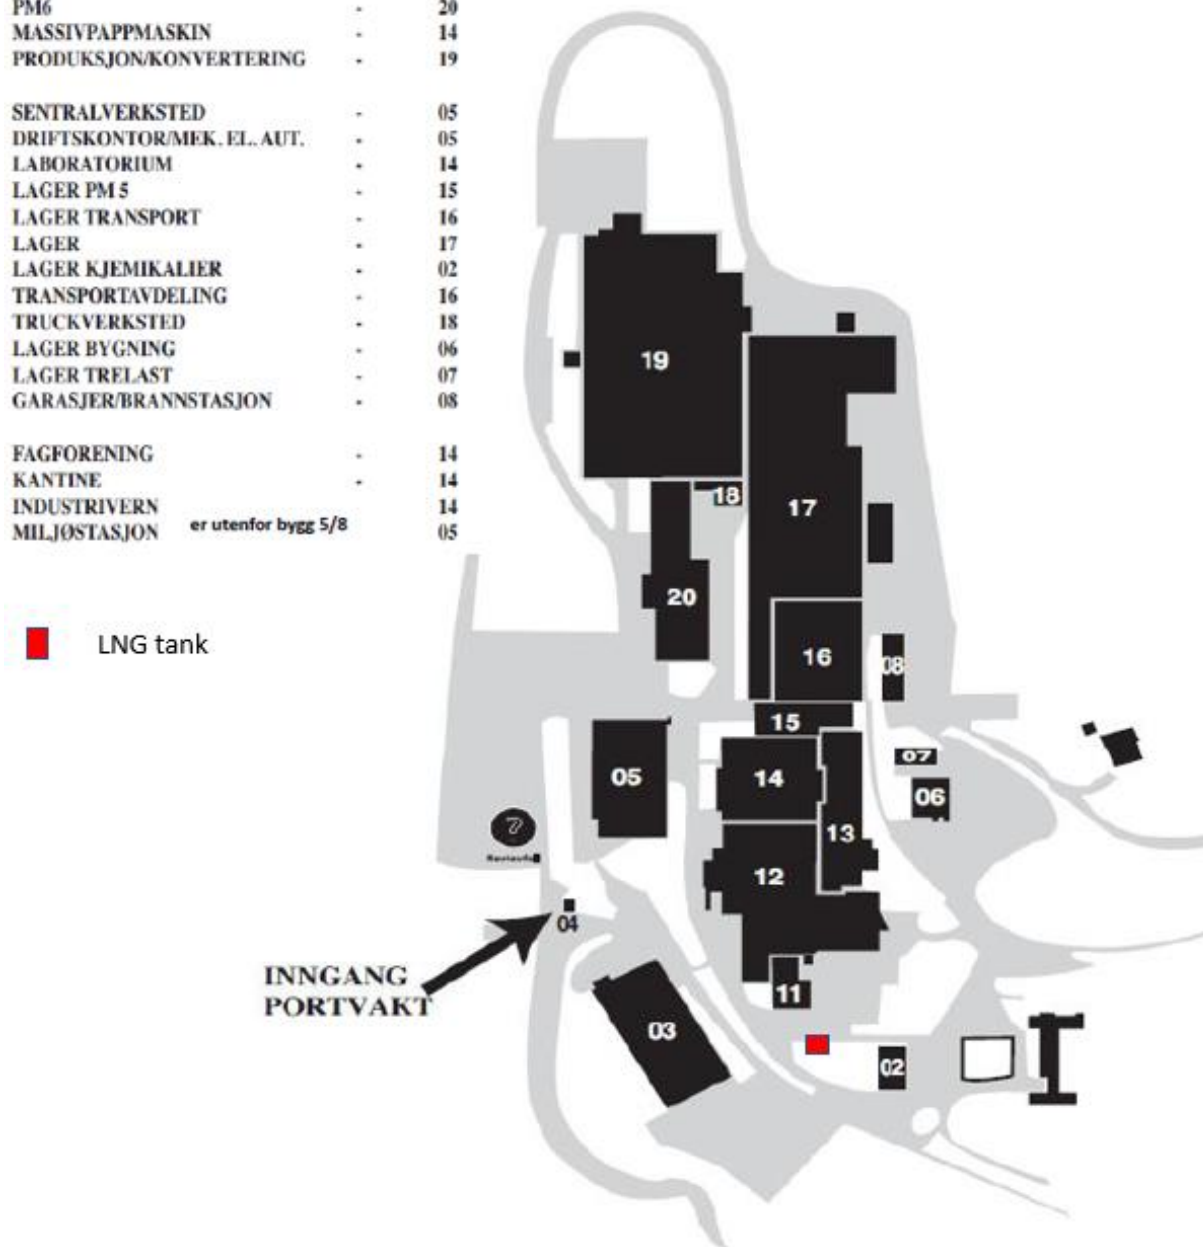 PM6 - 20
MASSIVPAPPMASKIN - 14
PRODUKSJON/KONVERTERING - 19
SENTRALVERKSTED - 05
DRIFTSKONTOR/MEK. EL. AUT. - 05
LABORATORIUM - 14
LAGER PM 5 - 15
LAGER TRANSPORT - 16
LAGER - 17
LAGER KJEMIKALIER - 02
TRANSPORTAVDELING - 16
TRUCKVERKSTED - 18
LAGER BYGNING - 06
LAGER TRELAST - 07
GARASJER/BRANNSTASJON - 08
FAGFORENING - 14
KANTINE - 14
INDUSTRIVERN 14
MILJØSTASJON er utenfor bygg 5/8 05
LNG tank
19
18
17
20
16
08
15
07
05
14
06
13
7
12
04
INNGANG
PORTVAKT
11
03
02